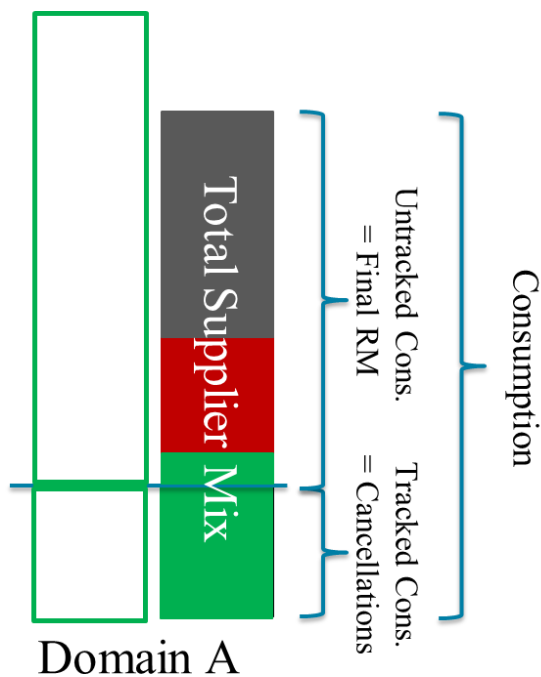 Total Supplier Mix
Untracked Cons.
= Final RM
Tracked Cons.
= Cancellations
Consumption
Domain A